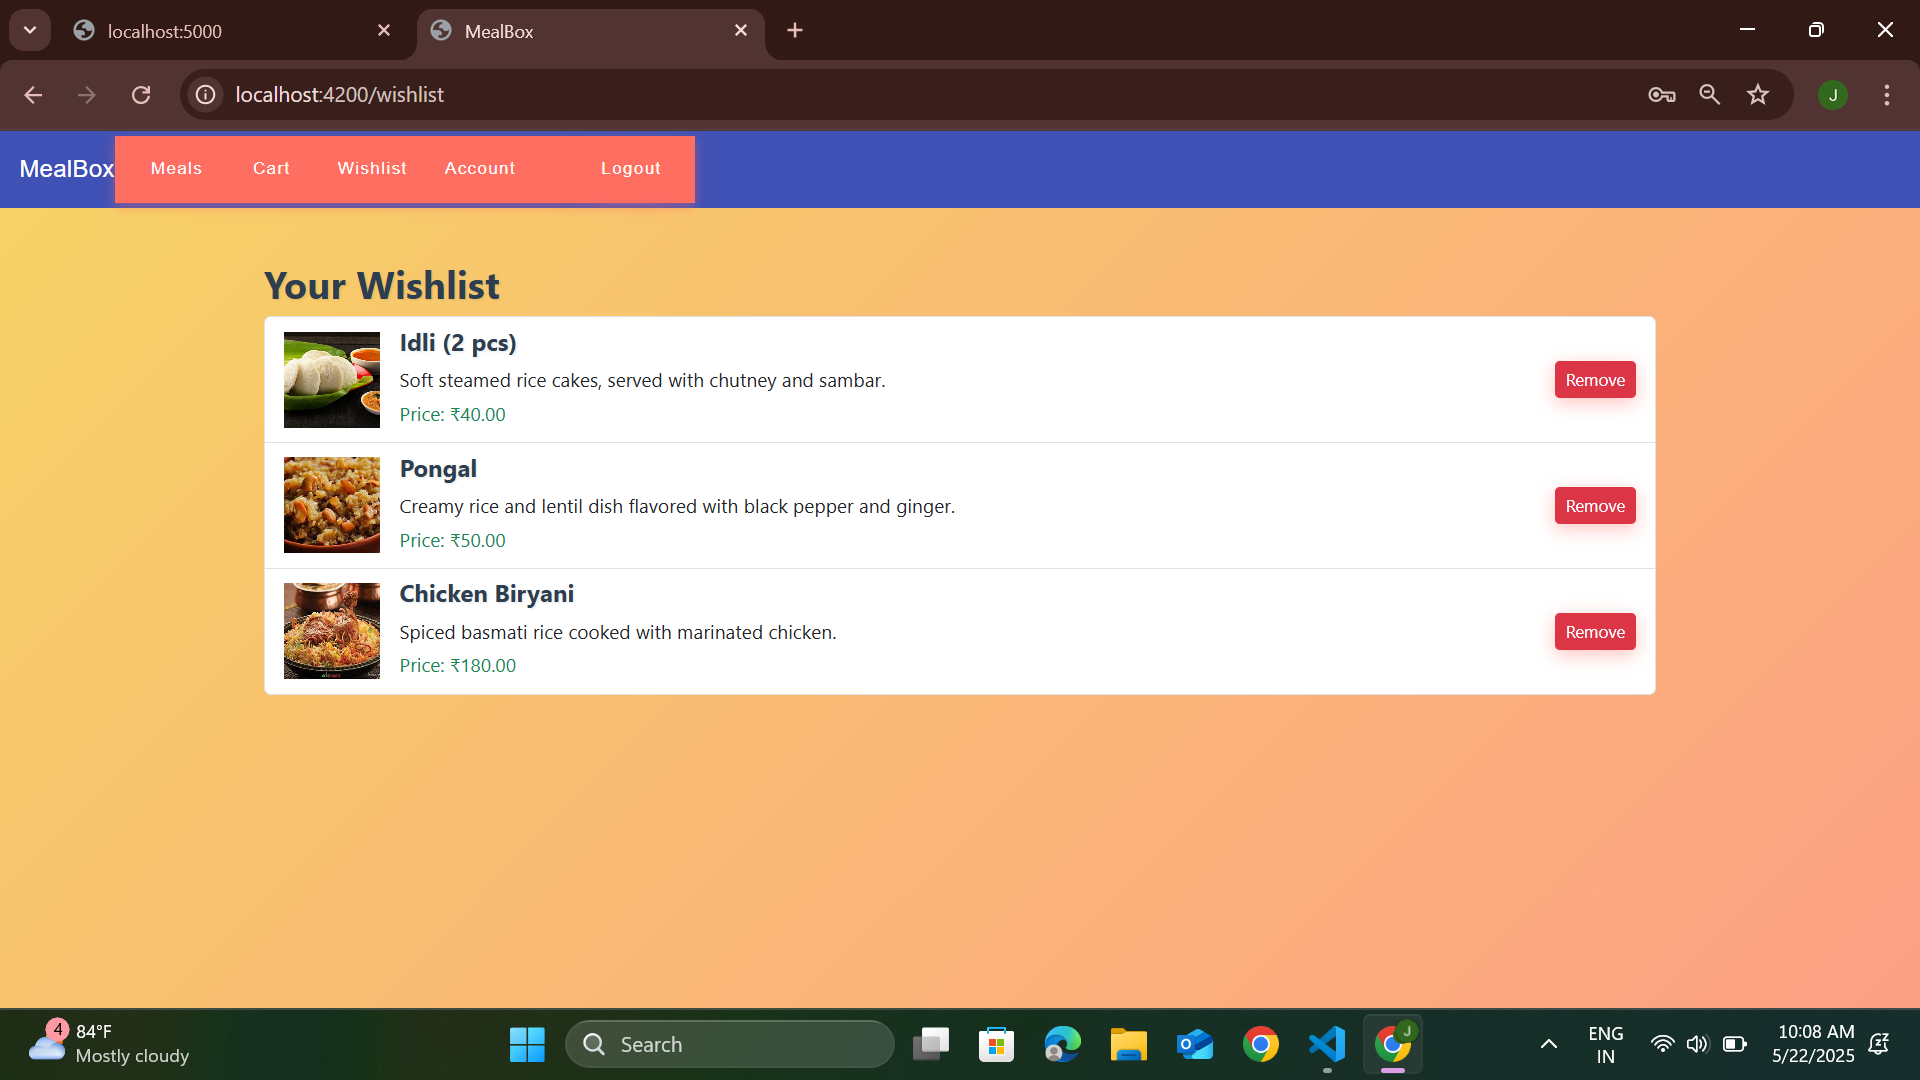 localhost:5000
MealBox
localhost:4200/wishlist
J
MealBox Meals Cart Wishlist Account Logout
Your Wishlist
Idli (2 pcs)
Soft steamed rice cakes, served with chutney and sambar.
Price: ₹40.00
Remove
Pongal
Creamy rice and lentil dish flavored with black pepper and ginger.
Price: ₹50.00
Remove
Chicken Biryani
Spiced basmati rice cooked with marinated chicken.
Price: ₹180.00
Remove
4
84°F
Mostly cloudy
Search
J
ENG
IN
10:08 AM
5/22/2025